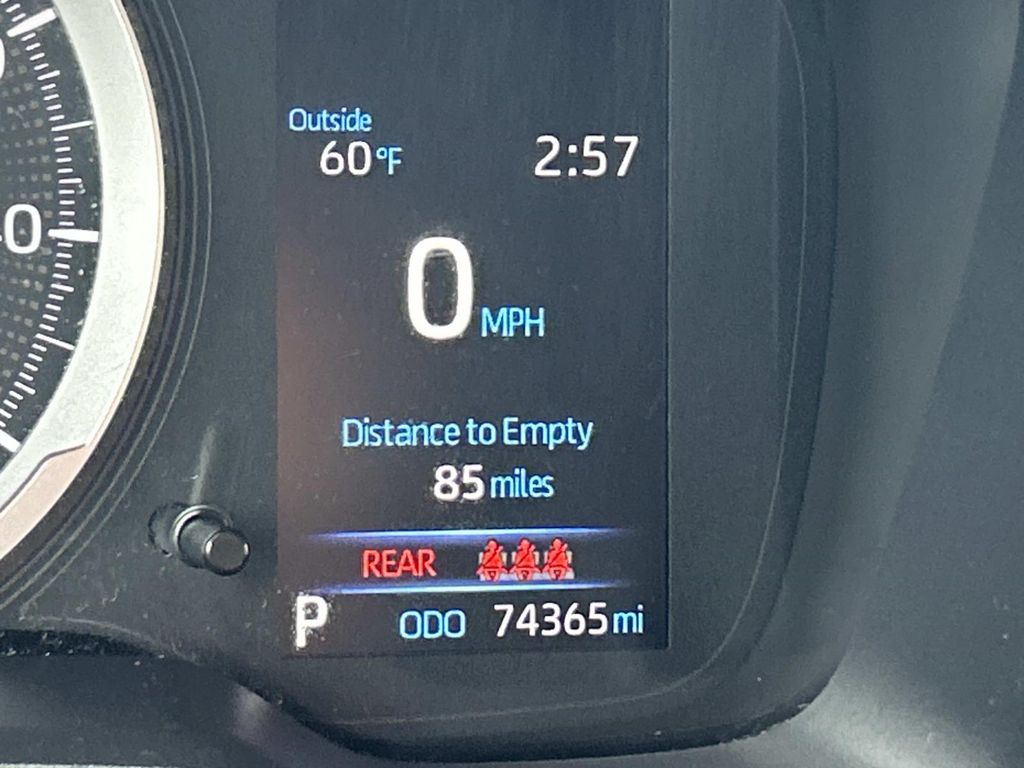 Outside
60°F 2:57
0 MPH
Distance to Empty
85 miles
REAR
P ODO 74365 mi